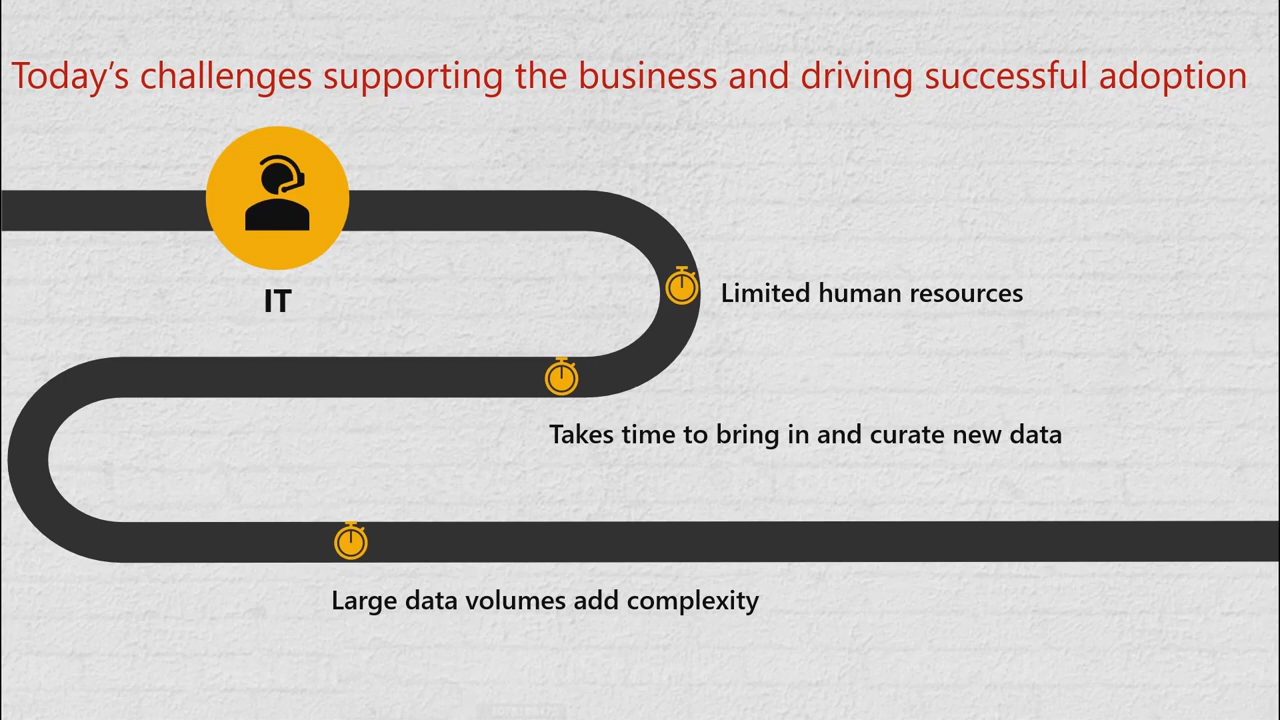 Today's challenges supporting the business and driving successful adoption
IT
Limited human resources
Takes time to bring in and curate new data
Large data volumes add complexity